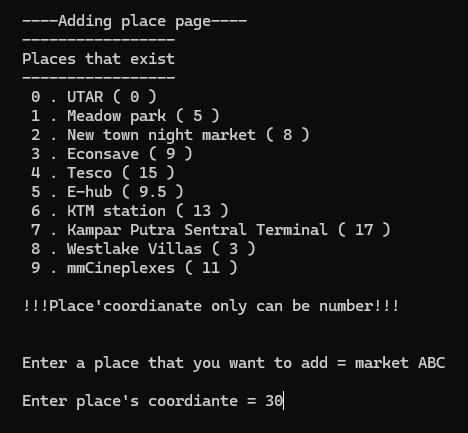 ----Adding place page----
-----------------
Places that exist
-----------------
0 . UTAR ( 0 )
1 . Meadow park ( 5 )
2 . New town night market ( 8 )
3 . Econsave ( 9 )
4 . Tesco ( 15 )
5 . E-hub ( 9.5 )
6 . KTM station ( 13 )
7 . Kampar Putra Sentral Terminal ( 17 )
8 . Westlake Villas ( 3 )
9 . mmCineplexes ( 11 )
!!!Place'coordianate only can be number!!!
Enter a place that you want to add = market ABC
Enter place's coordiante = 30